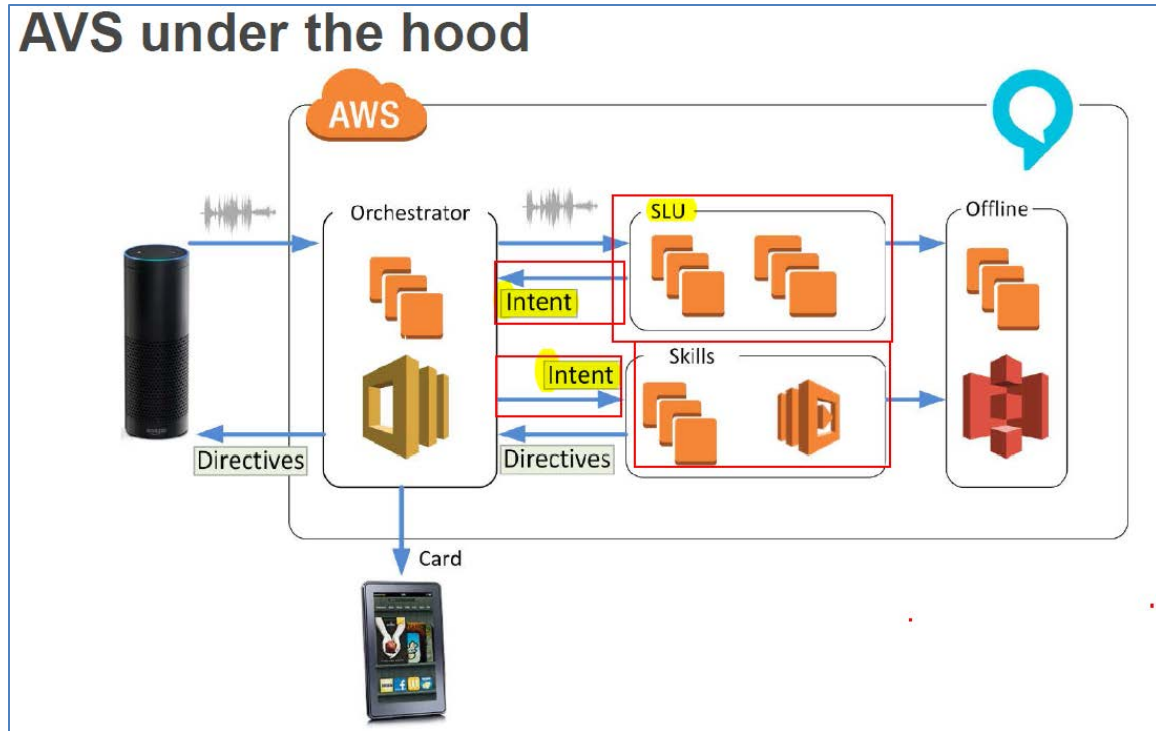 AVS under the hood
AWS
Orchestrator
SLU
Offline
Intent
Skills
Intent
Directives
Directives
Card